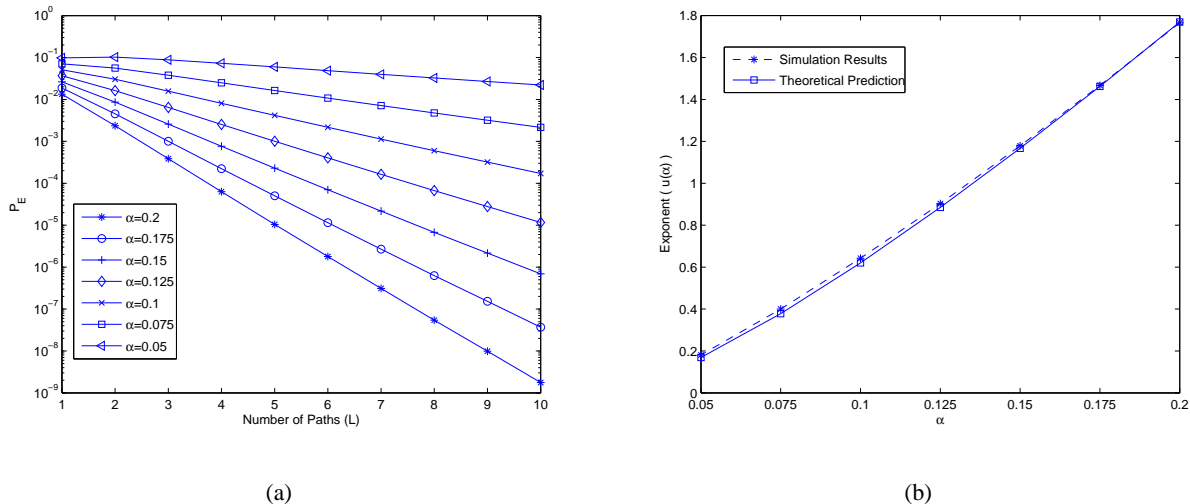 10^0
10^-1
10^-2
10^-3
10^-4
10^-5
10^-6
10^-7
10^-8
10^-9
P_E
α=0.2
α=0.175
α=0.15
α=0.125
α=0.1
α=0.075
α=0.05
1 2 3 4 5 6 7 8 9 10
Number of Paths (L)
(a)
1.8
1.6
1.4
1.2
1
0.8
0.6
0.4
0.2
0
Exponent ( u(α) )
Simulation Results
Theoretical Prediction
0.05 0.075 0.1 0.125 0.15 0.175 0.2
α
(b)